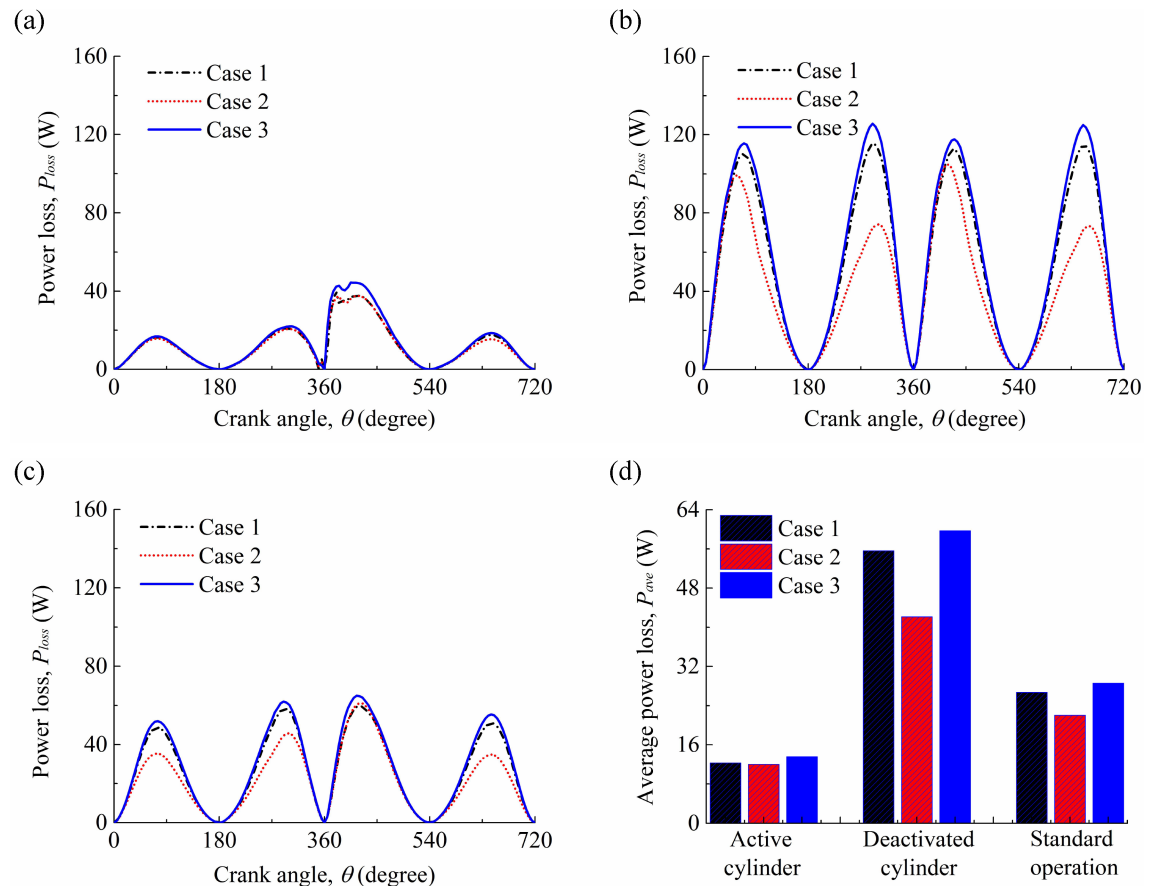 (a)
160
120
80
40
0
Power loss, P_loss (W)
Case 1
Case 2
Case 3
0 180 360 540 720
Crank angle, θ (degree)
(b)
160
120
80
40
0
Power loss, P_loss (W)
Case 1
Case 2
Case 3
0 180 360 540 720
Crank angle, θ (degree)
(c)
160
120
80
40
0
Power loss, P_loss (W)
Case 1
Case 2
Case 3
0 180 360 540 720
Crank angle, θ (degree)
(d)
64
48
32
16
0
Average power loss, P_ave (W)
Case 1
Case 2
Case 3
Active
cylinder
Deactivated
cylinder
Standard
operation